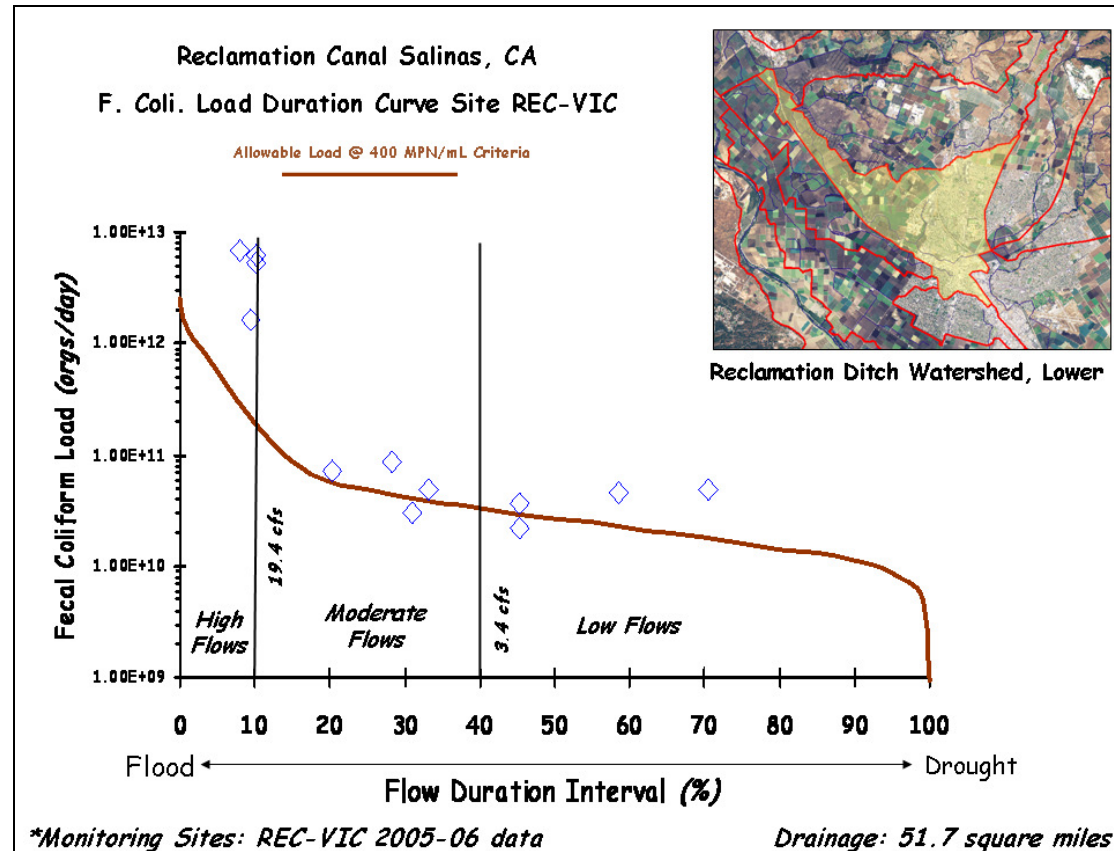 Reclamation Canal Salinas, CA
F. Coli. Load Duration Curve Site REC-VIC
Allowable Load @ 400 MPN/mL Criteria
Reclamation Ditch Watershed, Lower
Fecal Coliform Load (orgs/day)
1.00E+13
1.00E+12
1.00E+11
1.00E+10
1.00E+09
19.4 cfs
3.4 cfs
High
Flows
Moderate
Flows
Low Flows
0 10 20 30 40 50 60 70 80 90 100
Flood
Drought
Flow Duration Interval (%)
*Monitoring Sites: REC-VIC 2005-06 data
Drainage: 51.7 square miles